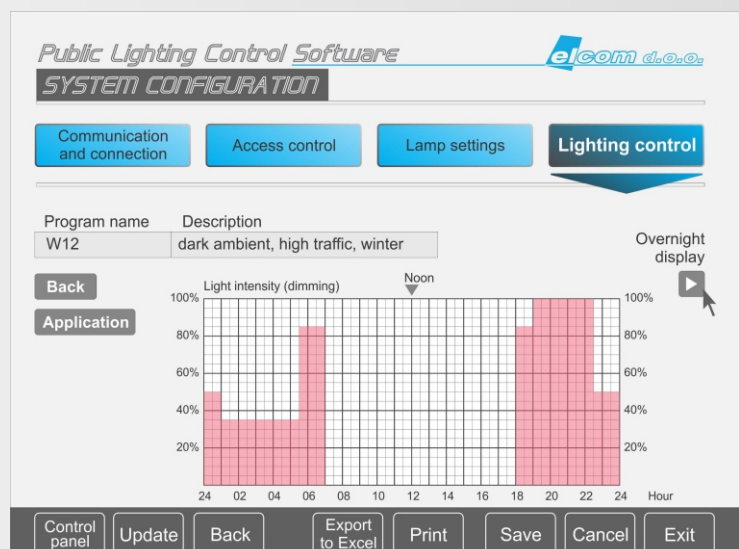 Public Lighting Control Software
elcom d.o.o.
SYSTEM CONFIGURATION
Communication
and connection
Access control
Lamp settings
Lighting control
Program name
Description
W12
dark ambient, high traffic, winter
Overnight
display
Back
Application
Light intensity (dimming)
Noon
100%
80%
60%
40%
20%
100%
80%
60%
40%
20%
24 02 04 06 08 10 12 14 16 18 20 22 24 Hour
Control
panel
Update
Back
Export
to Excel
Print
Save
Cancel
Exit